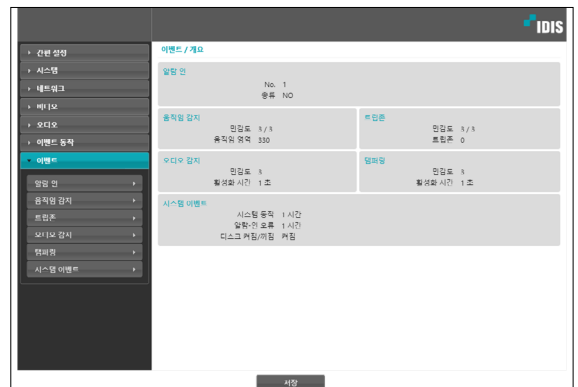 IDIS
간편 설정
시스템
네트워크
비디오
오디오
이벤트 동작
이벤트
알람 인
움직임 감지
트립존
오디오 감지
탬퍼링
시스템 이벤트
이벤트 / 개요
알람 인
No. 1
종류 NO
움직임 감지
민감도 3 / 3
움직임 영역 330
트립존
민감도 3 / 3
트립존 0
오디오 감지
민감도 3
활성화 시간 1 초
탬퍼링
민감도 3
활성화 시간 1 초
시스템 이벤트
시스템 동작 1 시간
알람-인 오류 1 시간
디스크 켜짐/꺼짐 켜짐
저장